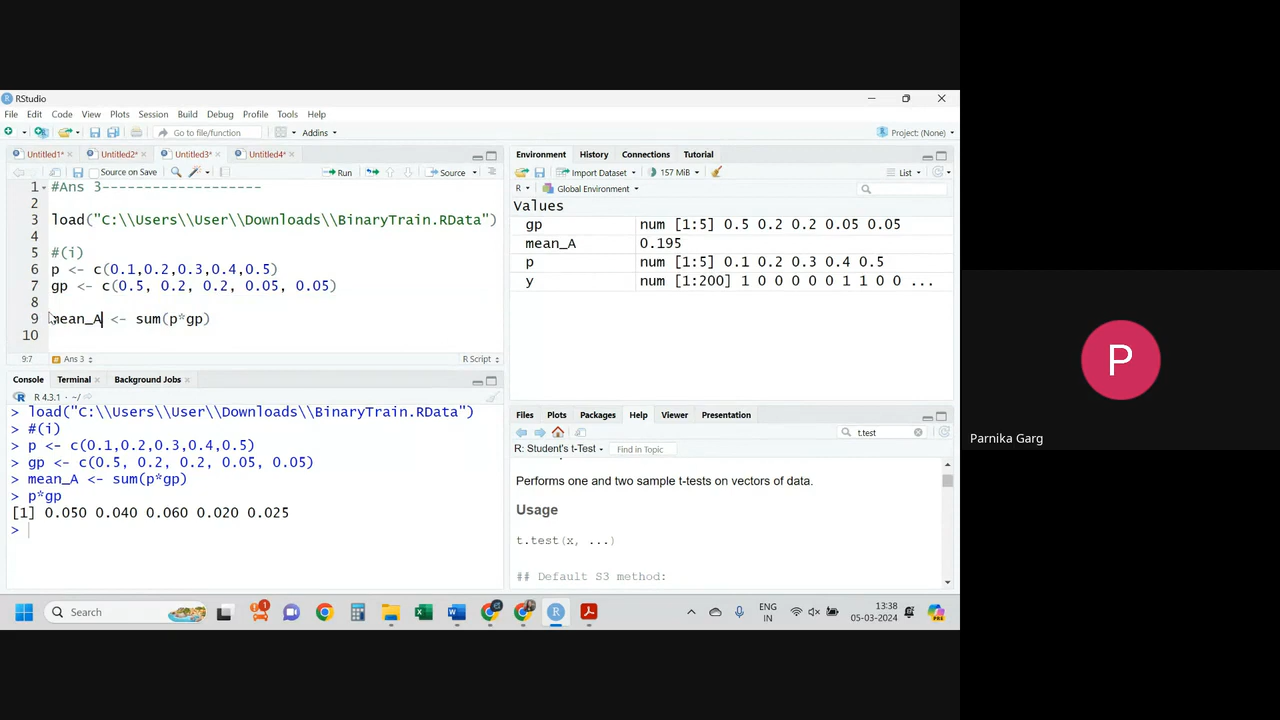 RStudio
File Edit Code View Plots Session Build Debug Profile Tools Help
Go to file/function Addins Project: (None)
Untitled1* Untitled2* Untitled3* Untitled4*
Source on Save Run Source
1 #Ans 3-------------------
2
3 load("C:\\Users\\User\\Downloads\\BinaryTrain.RData")
4
5 #(i)
6 p <- c(0.1,0.2,0.3,0.4,0.5)
7 gp <- c(0.5, 0.2, 0.2, 0.05, 0.05)
8
9 mean_A <- sum(p*gp)
10
9:7 Ans 3 R Script
Console Terminal Background Jobs
R 4.3.1 · ~/
> load("C:\\Users\\User\\Downloads\\BinaryTrain.RData")
> #(i)
> p <- c(0.1,0.2,0.3,0.4,0.5)
> gp <- c(0.5, 0.2, 0.2, 0.05, 0.05)
> mean_A <- sum(p*gp)
> p*gp
[1] 0.050 0.040 0.060 0.020 0.025
>
Environment History Connections Tutorial
Import Dataset 157 MiB List
R Global Environment
Values
gp num [1:5] 0.5 0.2 0.2 0.05 0.05
mean_A 0.195
p num [1:5] 0.1 0.2 0.3 0.4 0.5
y num [1:200] 1 0 0 0 0 0 1 1 0 0 ...
Files Plots Packages Help Viewer Presentation
t.test
R: Student's t-Test Find in Topic
Performs one and two sample t-tests on vectors of data.
Usage
t.test(x, ...)
## Default S3 method:
Search
ENG
IN
13:38
05-03-2024
P
Parnika Garg